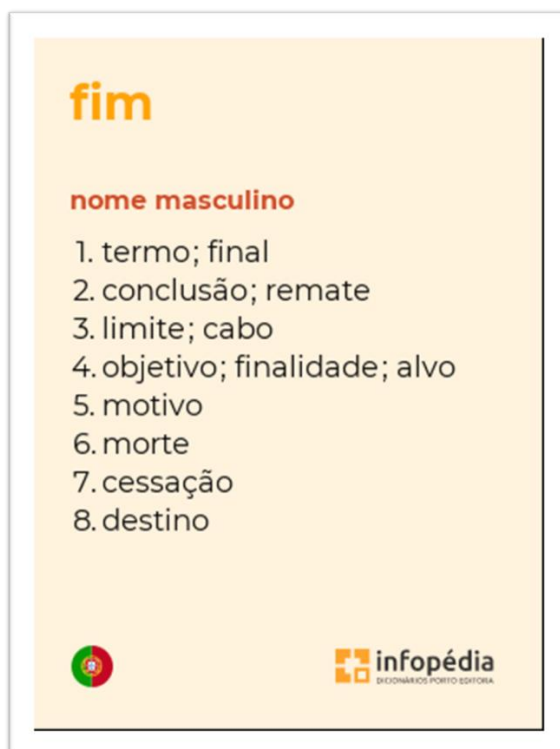 fim
nome masculino
1. termo; final
2. conclusão; remate
3. limite; cabo
4. objetivo; finalidade; alvo
5. motivo
6. morte
7. cessação
8. destino
infopédia
DICIONÁRIOS PORTO EDITORA